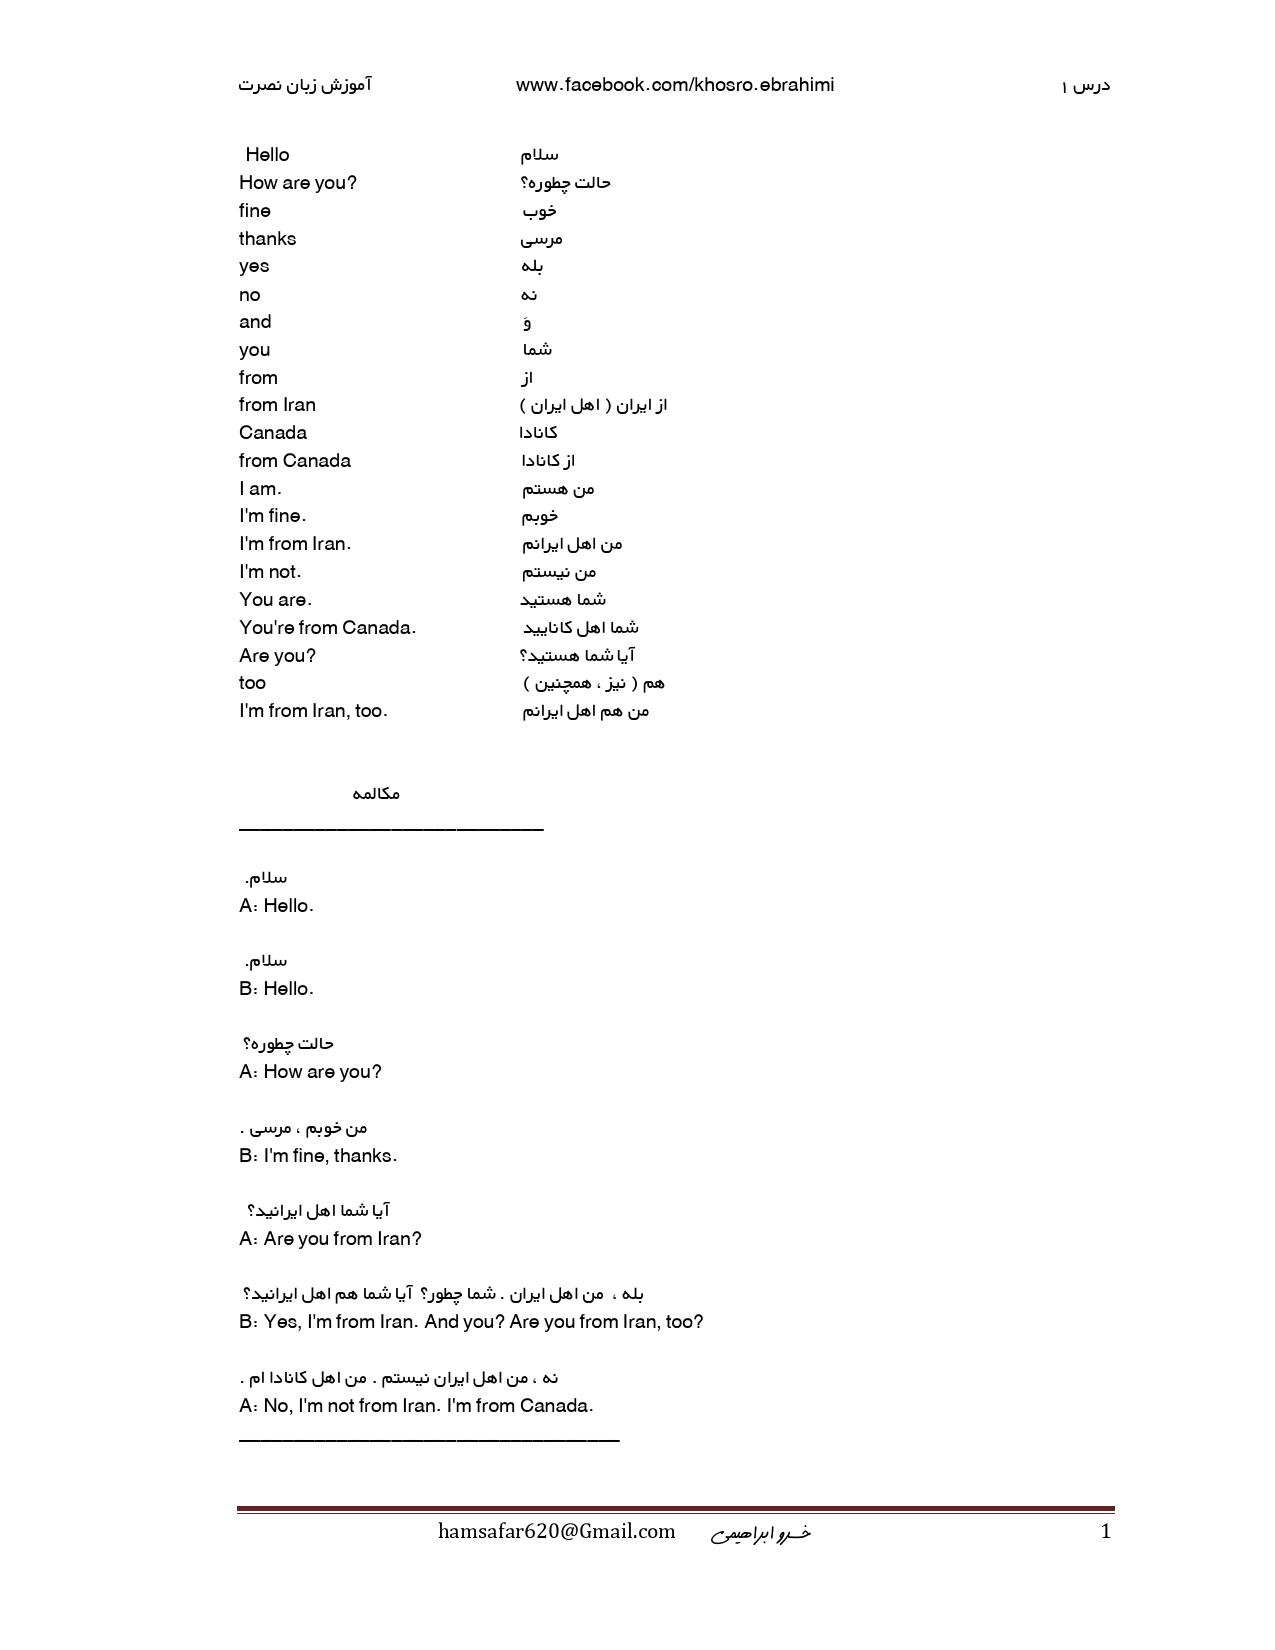 آموزش زبان نصرت www.facebook.com/khosro.ebrahimi درس ۱
Hello سلام
How are you? حالت چطوره؟
fine خوب
thanks مرسی
yes بله
no نه
and وَ
you شما
from از
from Iran از ایران ( اهل ایران )
Canada کانادا
from Canada از کانادا
I am. من هستم
I'm fine. خوبم
I'm from Iran. من اهل ایرانم
I'm not. من نیستم
You are. شما هستید
You're from Canada. شما اهل کانایید
Are you? آیا شما هستید؟
too هم ( نیز ، همچنین )
I'm from Iran, too. من هم اهل ایرانم
مکالمه
سلام.
A: Hello.
سلام.
B: Hello.
حالت چطوره؟
A: How are you?
من خوبم ، مرسی .
B: I'm fine, thanks.
آیا شما اهل ایرانید؟
A: Are you from Iran?
بله ، من اهل ایران . شما چطور؟ آیا شما هم اهل ایرانید؟
B: Yes, I'm from Iran. And you? Are you from Iran, too?
نه ، من اهل ایران نیستم . من اهل کانادا ام .
A: No, I'm not from Iran. I'm from Canada.
hamsafar620@Gmail.com خسرو ابراهیمی 1